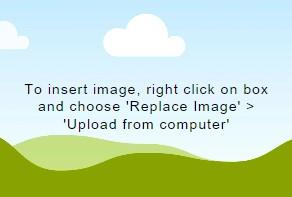 To insert image, right click on box
and choose 'Replace Image' >
'Upload from computer'